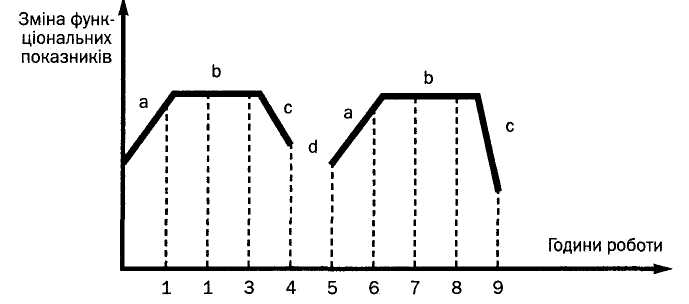 Зміна функ-
ціональних
показників
b
b
a
c
a
c
d
Години роботи
1 1 3 4 5 6 7 8 9